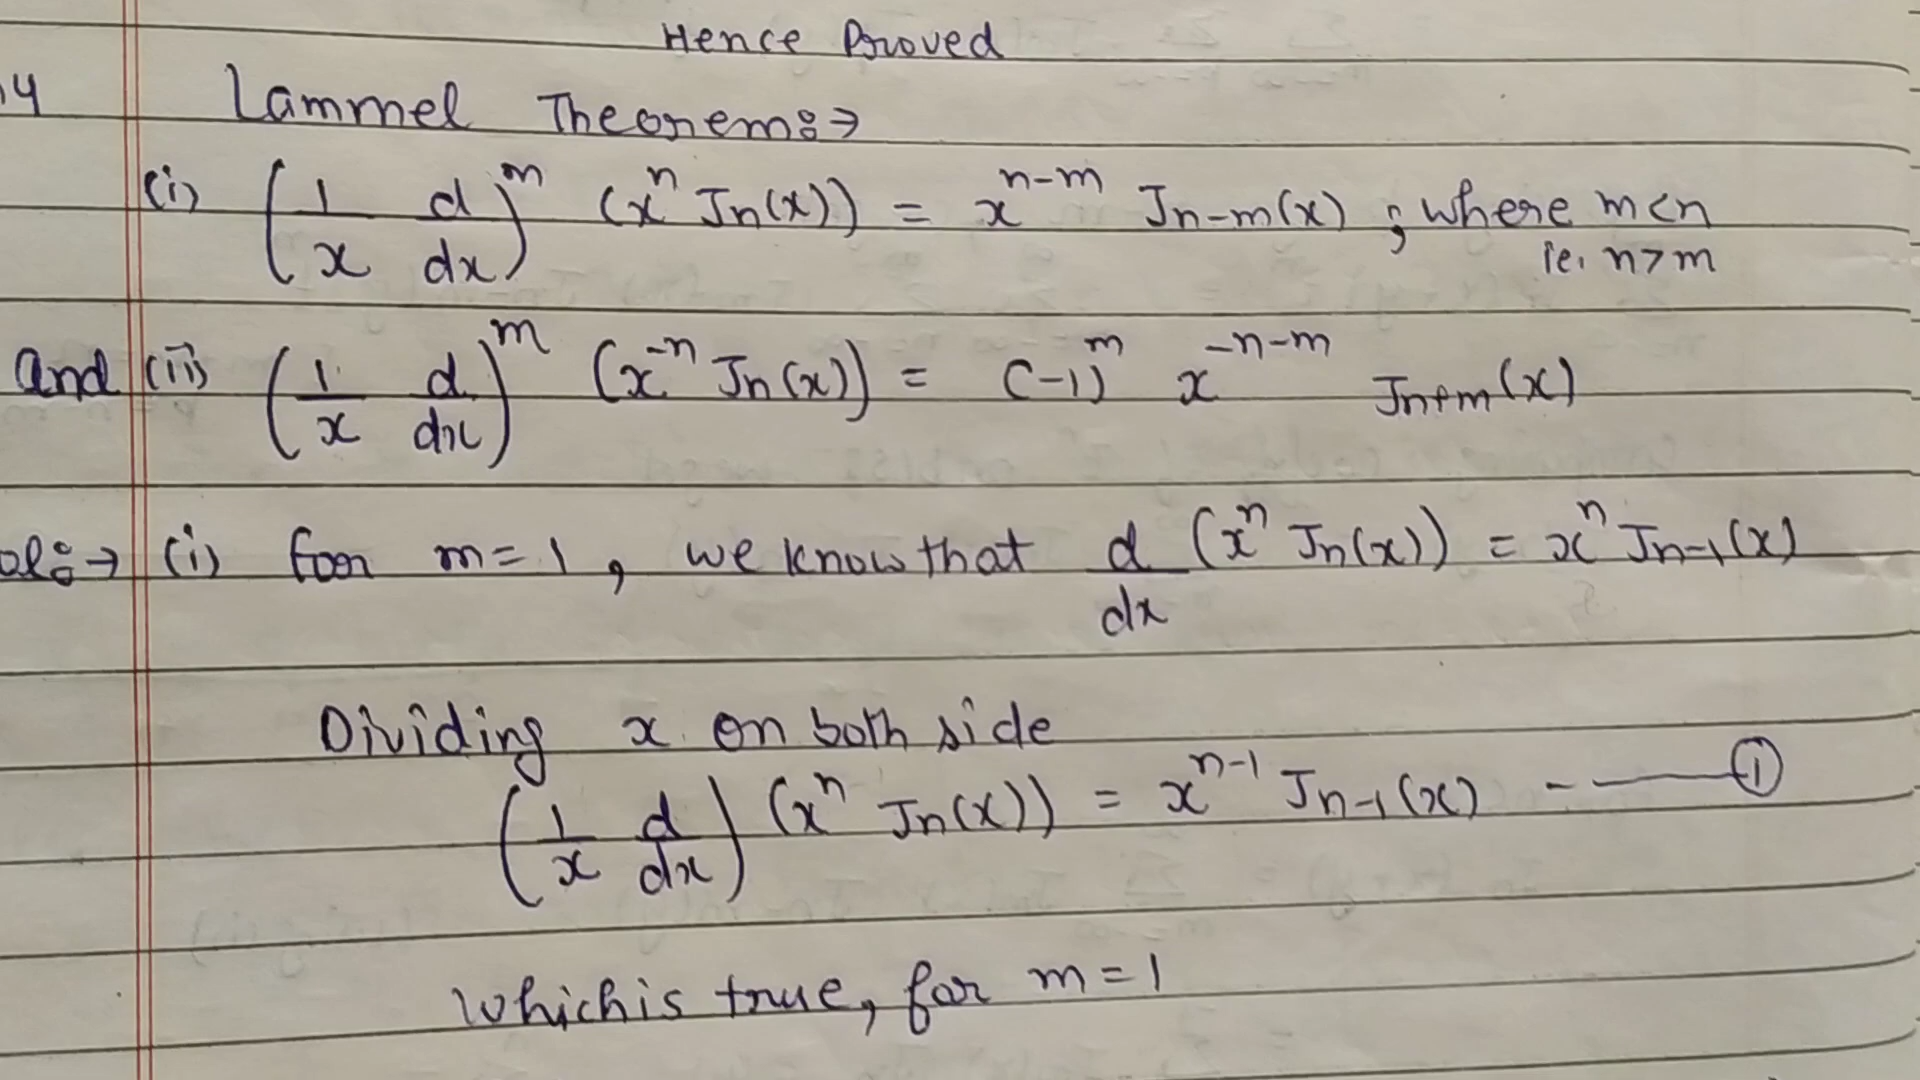 Hence Proved
14 Lammel Theorem:→
(i) (1/x d/dx)^m (x^n Jn(x)) = x^{n-m} Jn-m(x) ; where m<n
ie. n>m
and (ii) (1/x d/dx)^m (x^{-n} Jn(x)) = (-1)^m x^{-n-m} Jn+m(x)
ol:→ (i) for m=1, we know that d/dx (x^n Jn(x)) = x^n Jn-1(x)
Dividing x on both side
(1/x d/dx) (x^n Jn(x)) = x^{n-1} Jn-1(x) - —— ①
which is true, for m=1